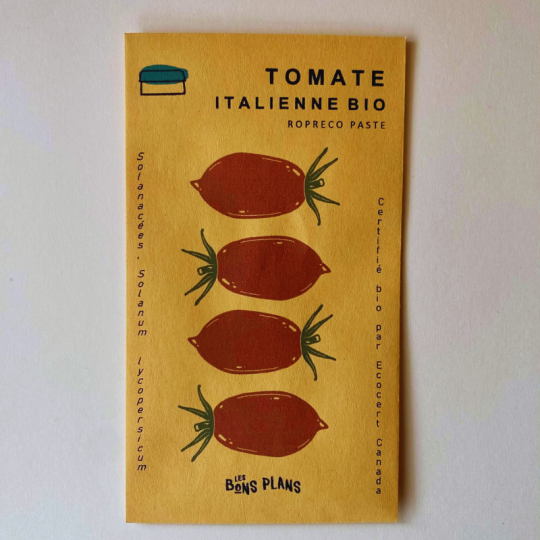 TOMATE
ITALIENNE BIO
ROPRECO PASTE
Solanacées. Solanum lycopersicum
Certifié bio par Ecocert Canada
LES
BONS PLANS